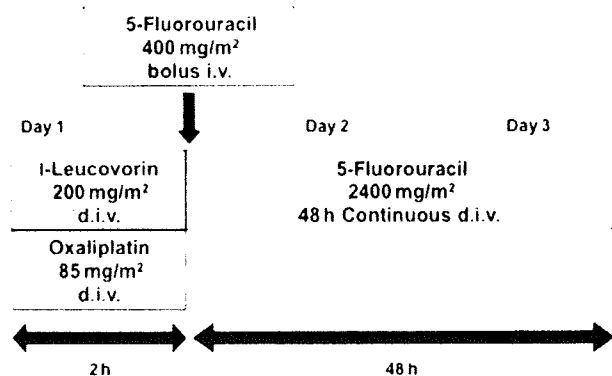 5-Fluorouracil
400 mg/m²
bolus i.v.
Day 1
Day 2
Day 3
l-Leucovorin
200 mg/m²
d.i.v.
5-Fluorouracil
2400 mg/m²
48 h Continuous d.i.v.
Oxaliplatin
85 mg/m²
d.i.v.
2 h
48 h